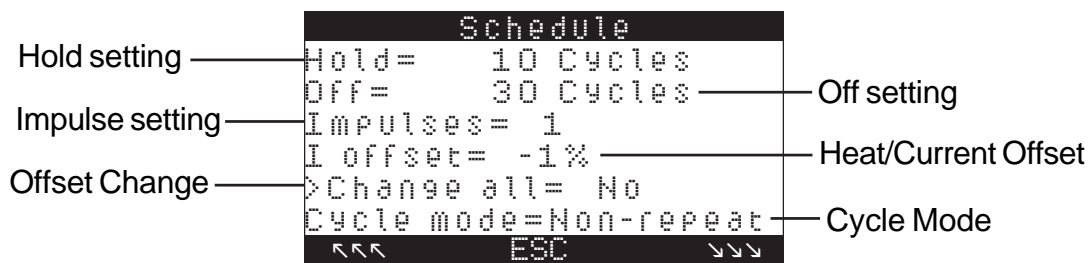 Schedule
Hold setting
Hold= 10 Cycles
Off= 30 Cycles
Off setting
Impulse setting
Impulses= 1
I offset= -1%
Heat/Current Offset
Offset Change
>Change all= No
Cycle mode=Non-repeat
Cycle Mode
↖↖↖ ESC ↘↘↘